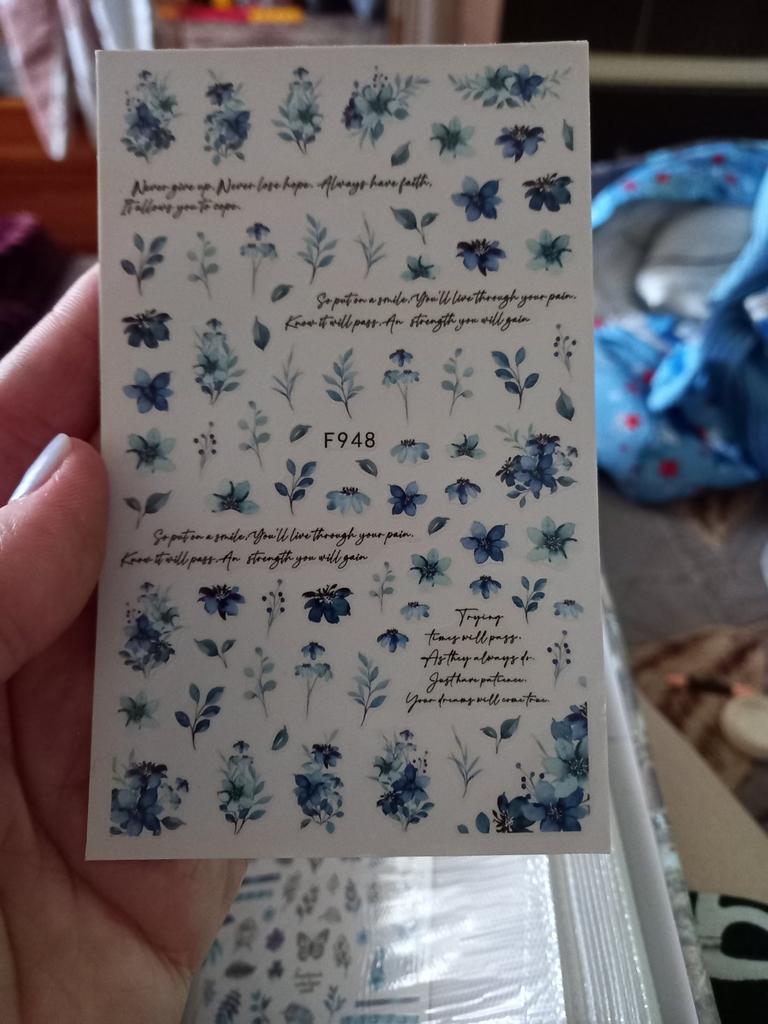 Never give up. Never lose hope. Always have faith,
It allows you to cope.
So put on a smile, You'll live through your pain.
Know it will pass. An strength you will gain
F948
So put on a smile, You'll live through your pain.
Know it will pass. An strength you will gain
Trying
times will pass.
As they always do.
Just have patience.
Your dreams will come true.